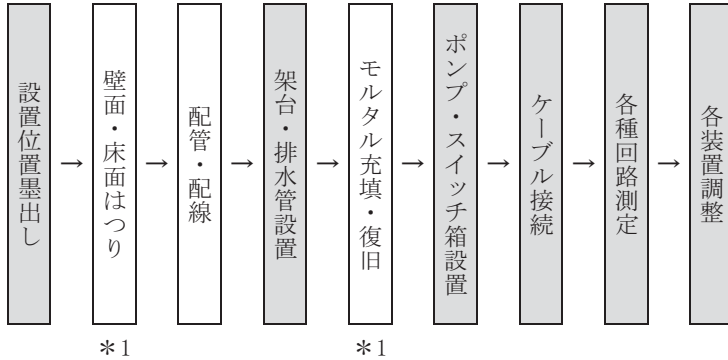 設置位置墨出し
→
壁面・床面はつり
→
配管・配線
→
架台・排水管設置
→
モルタル充填・復旧
→
ポンプ・スイッチ箱設置
→
ケーブル接続
→
各種回路測定
→
各装置調整
＊1
＊1